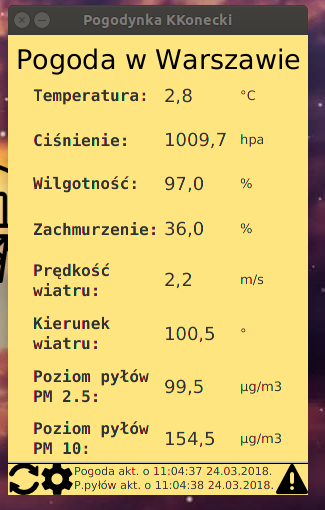 Pogodynka KKonecki
Pogoda w Warszawie
Temperatura: 2,8 °C
Ciśnienie: 1009,7 hpa
Wilgotność: 97,0 %
Zachmurzenie: 36,0 %
Prędkość
wiatru: 2,2 m/s
Kierunek
wiatru: 100,5 °
Poziom pyłów
PM 2.5: 99,5 µg/m3
Poziom pyłów
PM 10: 154,5 µg/m3
Pogoda akt. o 11:04:37 24.03.2018.
P.pyłów akt. o 11:04:38 24.03.2018.